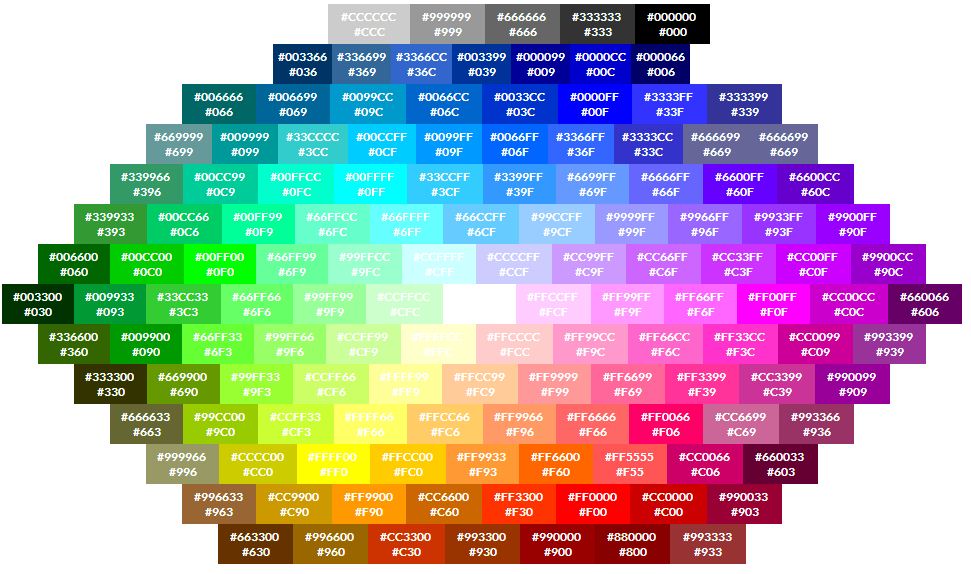 #CCCCCC #999999 #666666 #333333 #000000
#CCC #999 #666 #333 #000
#003366 #336699 #3366CC #003399 #000099 #0000CC #000066
#036 #369 #36C #039 #009 #00C #006
#006666 #006699 #0099CC #0066CC #0033CC #0000FF #3333FF #333399
#066 #069 #09C #06C #03C #00F #33F #339
#669999 #009999 #33CCCC #00CCFF #0099FF #0066FF #3366FF #3333CC #666699 #666699
#699 #099 #3CC #0CF #09F #06F #36F #33C #669 #669
#339966 #00CC99 #00FFCC #00FFFF #33CCFF #3399FF #6699FF #6666FF #6600FF #6600CC
#396 #0C9 #0FC #0FF #3CF #39F #69F #66F #60F #60C
#339933 #00CC66 #00FF99 #66FFCC #66FFFF #66CCFF #99CCFF #9999FF #9966FF #9933FF #9900FF
#393 #0C6 #0F9 #6FC #6FF #6CF #9CF #99F #96F #93F #90F
#006600 #00CC00 #00FF00 #66FF99 #99FFCC #CCFFFF #CCCCFF #CC99FF #CC66FF #CC33FF #CC00FF #9900CC
#060 #0C0 #0F0 #6F9 #9FC #CFF #CCF #C9F #C6F #C3F #C0F #90C
#003300 #009933 #33CC33 #66FF66 #99FF99 #CCFFCC #FFCCFF #FF99FF #FF66FF #FF00FF #CC00CC #660066
#030 #093 #3C3 #6F6 #9F9 #CFC #FCF #F9F #F6F #F0F #C0C #606
#336600 #009900 #66FF33 #99FF66 #CCFF99 #FFFFCC #FFCCCC #FF99CC #FF66CC #FF33CC #CC0099 #993399
#360 #090 #6F3 #9F6 #CF9 #FFC #FCC #F9C #F6C #F3C #C09 #939
#333300 #669900 #99FF33 #CCFF66 #FFFF99 #FFCC99 #FF9999 #FF6699 #FF3399 #CC3399 #990099
#330 #690 #9F3 #CF6 #FF9 #FC9 #F99 #F69 #F39 #C39 #909
#666633 #99CC00 #CCFF33 #FFFF66 #FFCC66 #FF9966 #FF6666 #FF0066 #CC6699 #993366
#663 #9C0 #CF3 #F66 #FC6 #F96 #F66 #F06 #C69 #936
#999966 #CCCC00 #FFFF00 #FFCC00 #FF9933 #FF6600 #FF5555 #CC0066 #660033
#996 #CC0 #FF0 #FC0 #F93 #F60 #F55 #C06 #603
#996633 #CC9900 #FF9900 #CC6600 #FF3300 #FF0000 #CC0000 #990033
#963 #C90 #F90 #C60 #F30 #F00 #C00 #903
#663300 #996600 #CC3300 #993300 #990000 #880000 #993333
#630 #960 #C30 #930 #900 #800 #933